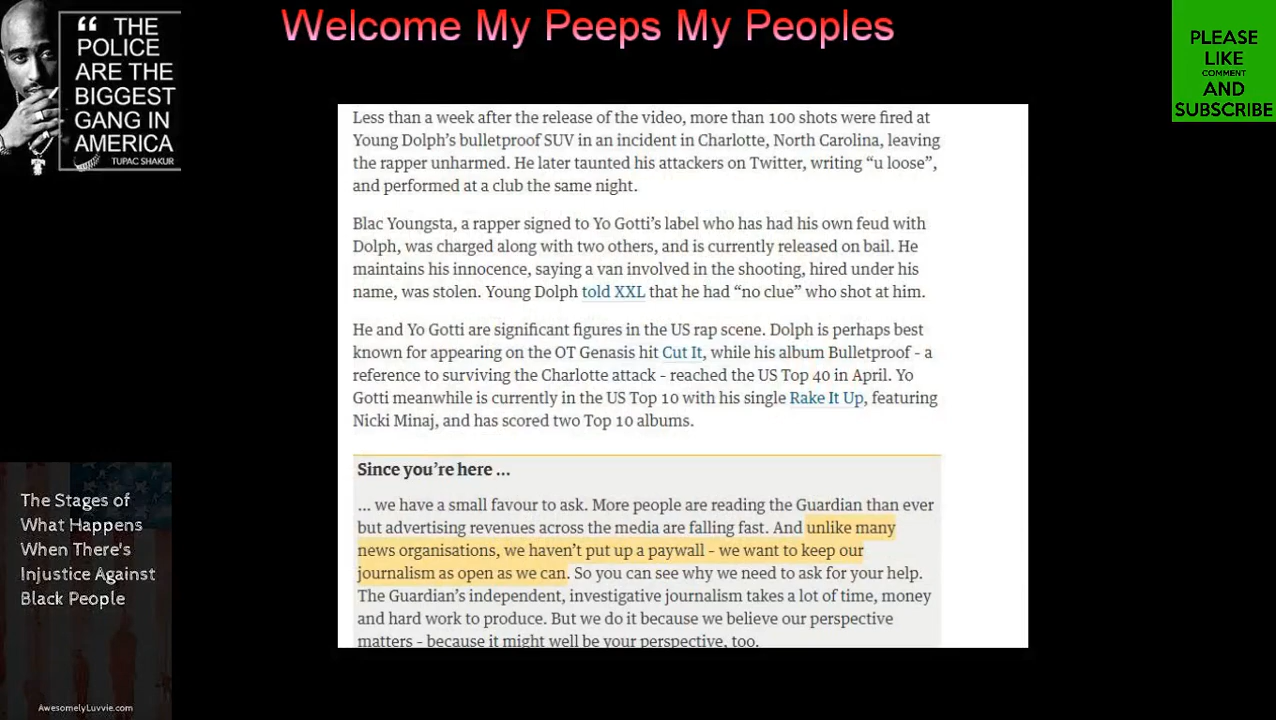 Welcome My Peeps My Peoples
“ THE
POLICE
ARE THE
BIGGEST
GANG IN
AMERICA
TUPAC SHAKUR
PLEASE
LIKE
COMMENT
AND
SUBSCRIBE
Less than a week after the release of the video, more than 100 shots were fired at
Young Dolph’s bulletproof SUV in an incident in Charlotte, North Carolina, leaving
the rapper unharmed. He later taunted his attackers on Twitter, writing “u loose”,
and performed at a club the same night.
Blac Youngsta, a rapper signed to Yo Gotti’s label who has had his own feud with
Dolph, was charged along with two others, and is currently released on bail. He
maintains his innocence, saying a van involved in the shooting, hired under his
name, was stolen. Young Dolph told XXL that he had “no clue” who shot at him.
He and Yo Gotti are significant figures in the US rap scene. Dolph is perhaps best
known for appearing on the OT Genasis hit Cut It, while his album Bulletproof - a
reference to surviving the Charlotte attack - reached the US Top 40 in April. Yo
Gotti meanwhile is currently in the US Top 10 with his single Rake It Up, featuring
Nicki Minaj, and has scored two Top 10 albums.
Since you’re here ...
... we have a small favour to ask. More people are reading the Guardian than ever
but advertising revenues across the media are falling fast. And unlike many
news organisations, we haven’t put up a paywall - we want to keep our
journalism as open as we can. So you can see why we need to ask for your help.
The Guardian’s independent, investigative journalism takes a lot of time, money
and hard work to produce. But we do it because we believe our perspective
matters - because it might well be your perspective, too.
The Stages of
What Happens
When There's
Injustice Against
Black People
AwesomelyLuvvie.com